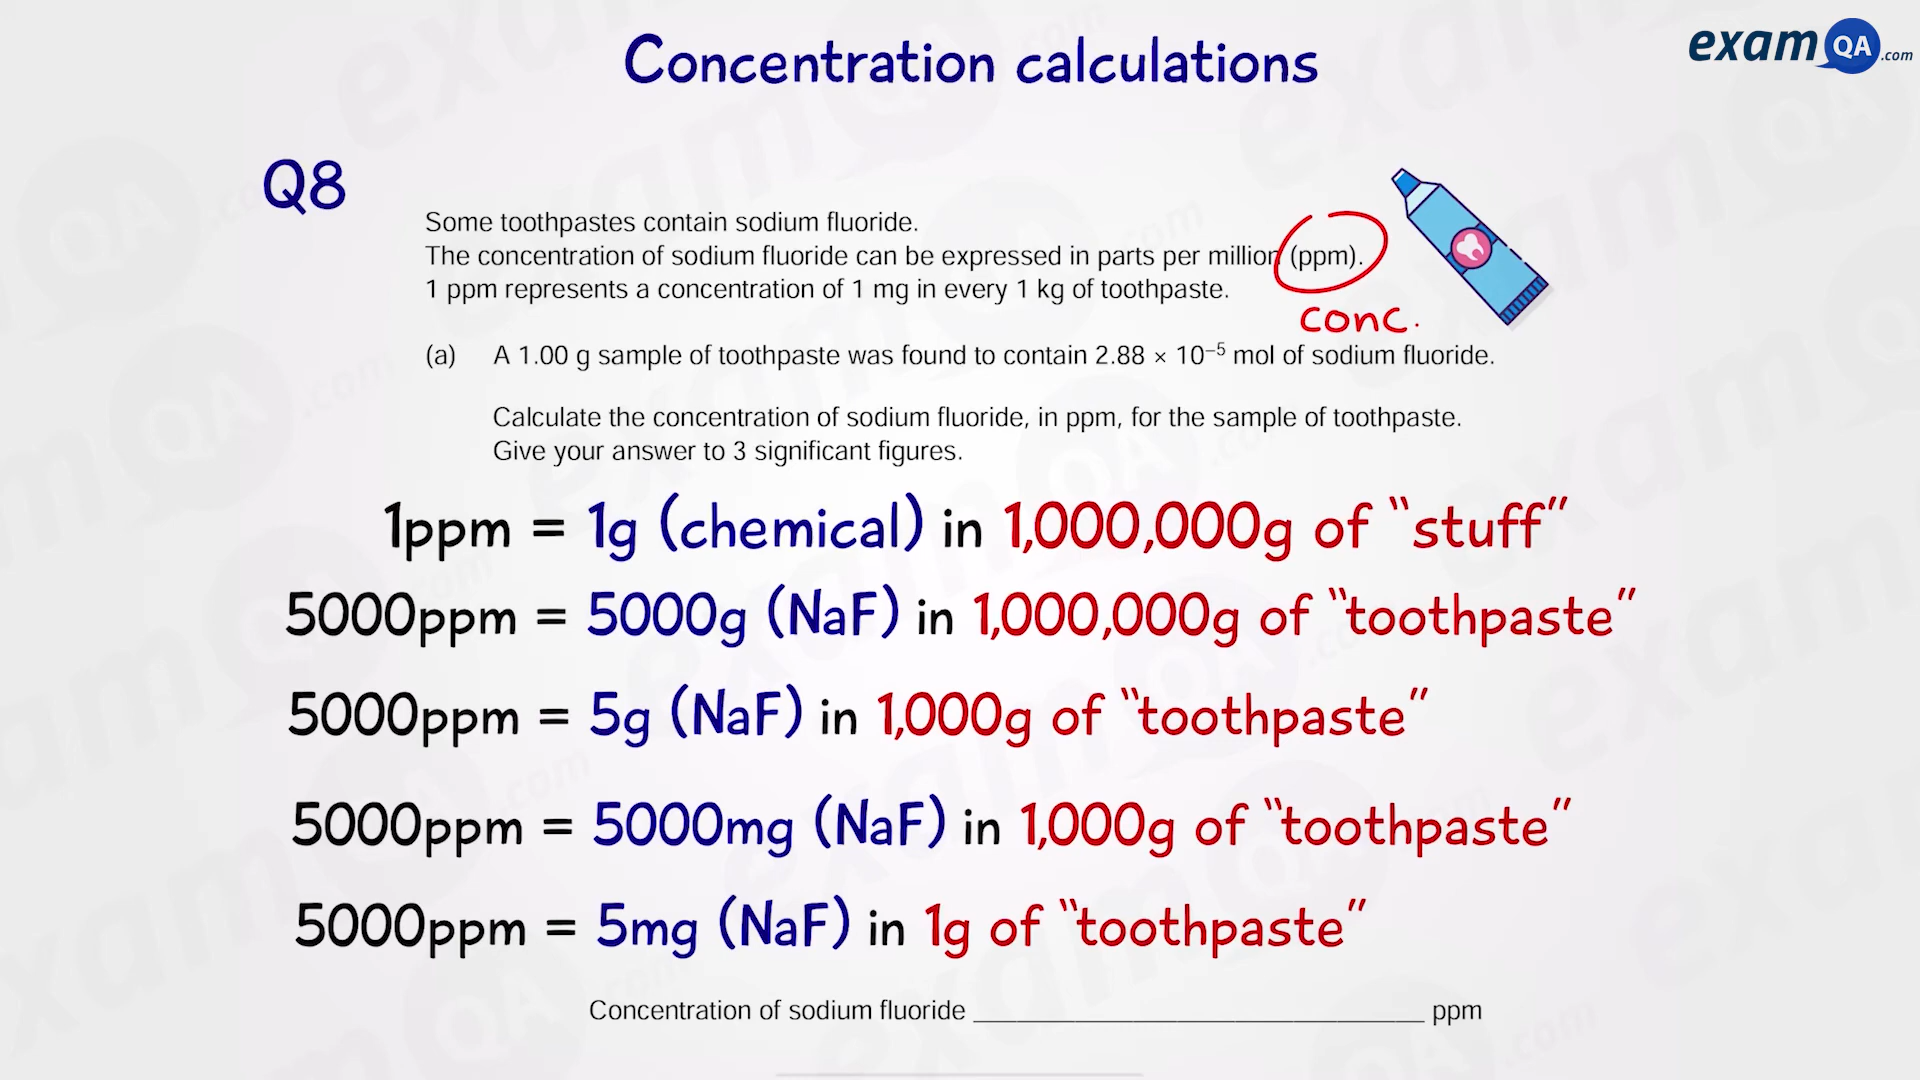 Concentration calculations
examQA.com
Q8
Some toothpastes contain sodium fluoride.
The concentration of sodium fluoride can be expressed in parts per million (ppm).
1 ppm represents a concentration of 1 mg in every 1 kg of toothpaste.
conc.
(a) A 1.00 g sample of toothpaste was found to contain 2.88 × 10⁻⁵ mol of sodium fluoride.
Calculate the concentration of sodium fluoride, in ppm, for the sample of toothpaste.
Give your answer to 3 significant figures.
1ppm = 1g (chemical) in 1,000,000g of “stuff”
5000ppm = 5000g (NaF) in 1,000,000g of “toothpaste”
5000ppm = 5g (NaF) in 1,000g of “toothpaste”
5000ppm = 5000mg (NaF) in 1,000g of “toothpaste”
5000ppm = 5mg (NaF) in 1g of “toothpaste”
Concentration of sodium fluoride ______________________________ ppm